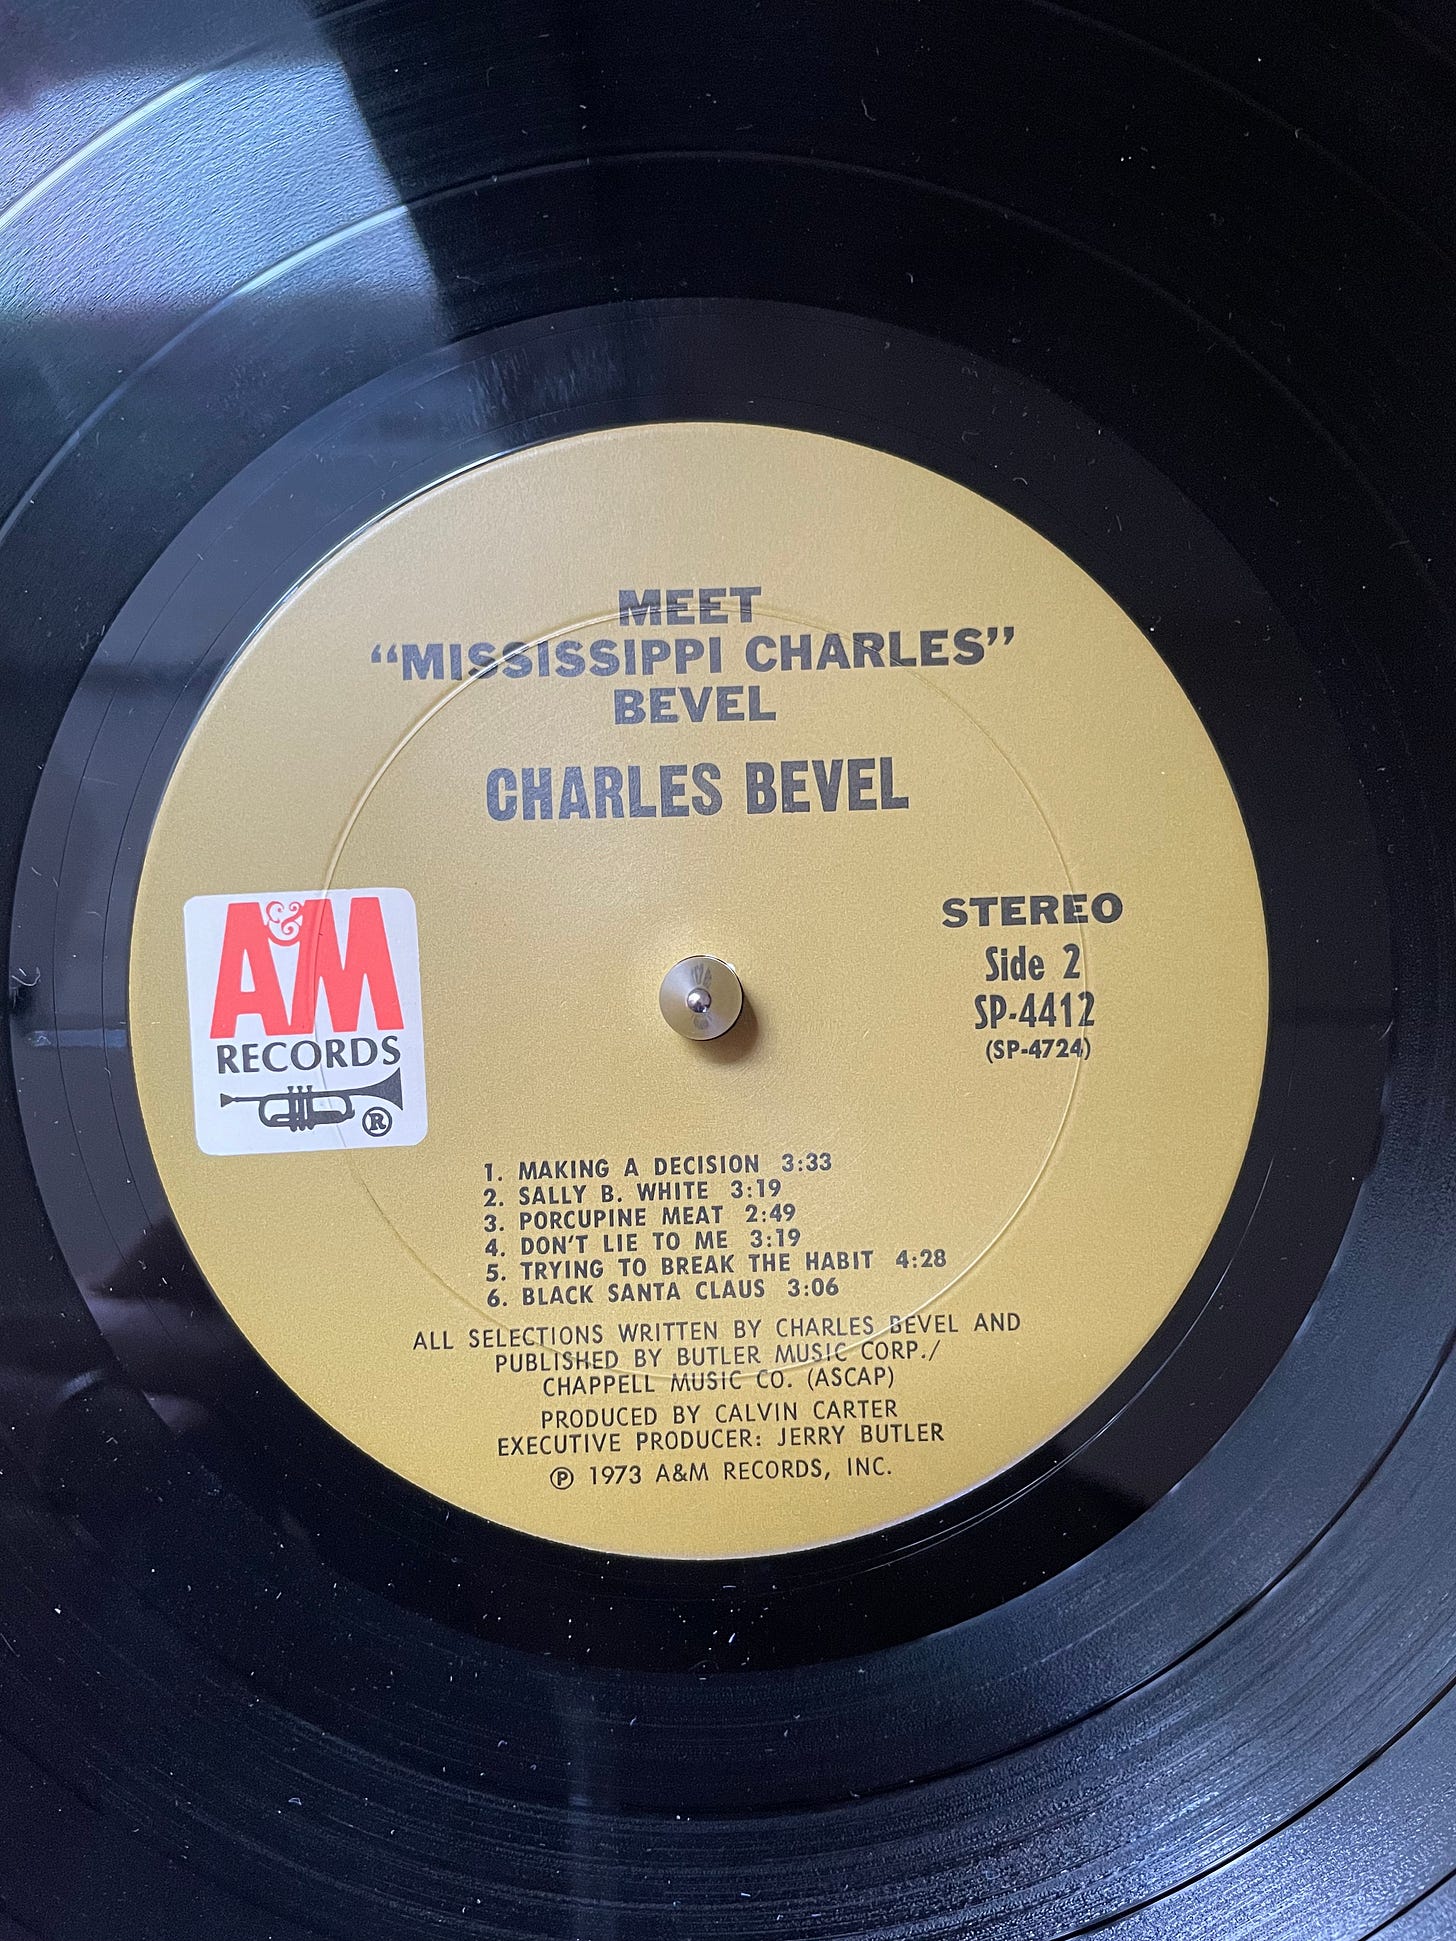 MEET
“MISSISSIPPI CHARLES”
BEVEL
CHARLES BEVEL
A&M
RECORDS
®
STEREO
Side 2
SP-4412
(SP-4724)
1. MAKING A DECISION 3:33
2. SALLY B. WHITE 3:19
3. PORCUPINE MEAT 2:49
4. DON'T LIE TO ME 3:19
5. TRYING TO BREAK THE HABIT 4:28
6. BLACK SANTA CLAUS 3:06
ALL SELECTIONS WRITTEN BY CHARLES BEVEL AND
PUBLISHED BY BUTLER MUSIC CORP./
CHAPPELL MUSIC CO. (ASCAP)
PRODUCED BY CALVIN CARTER
EXECUTIVE PRODUCER: JERRY BUTLER
℗ 1973 A&M RECORDS, INC.